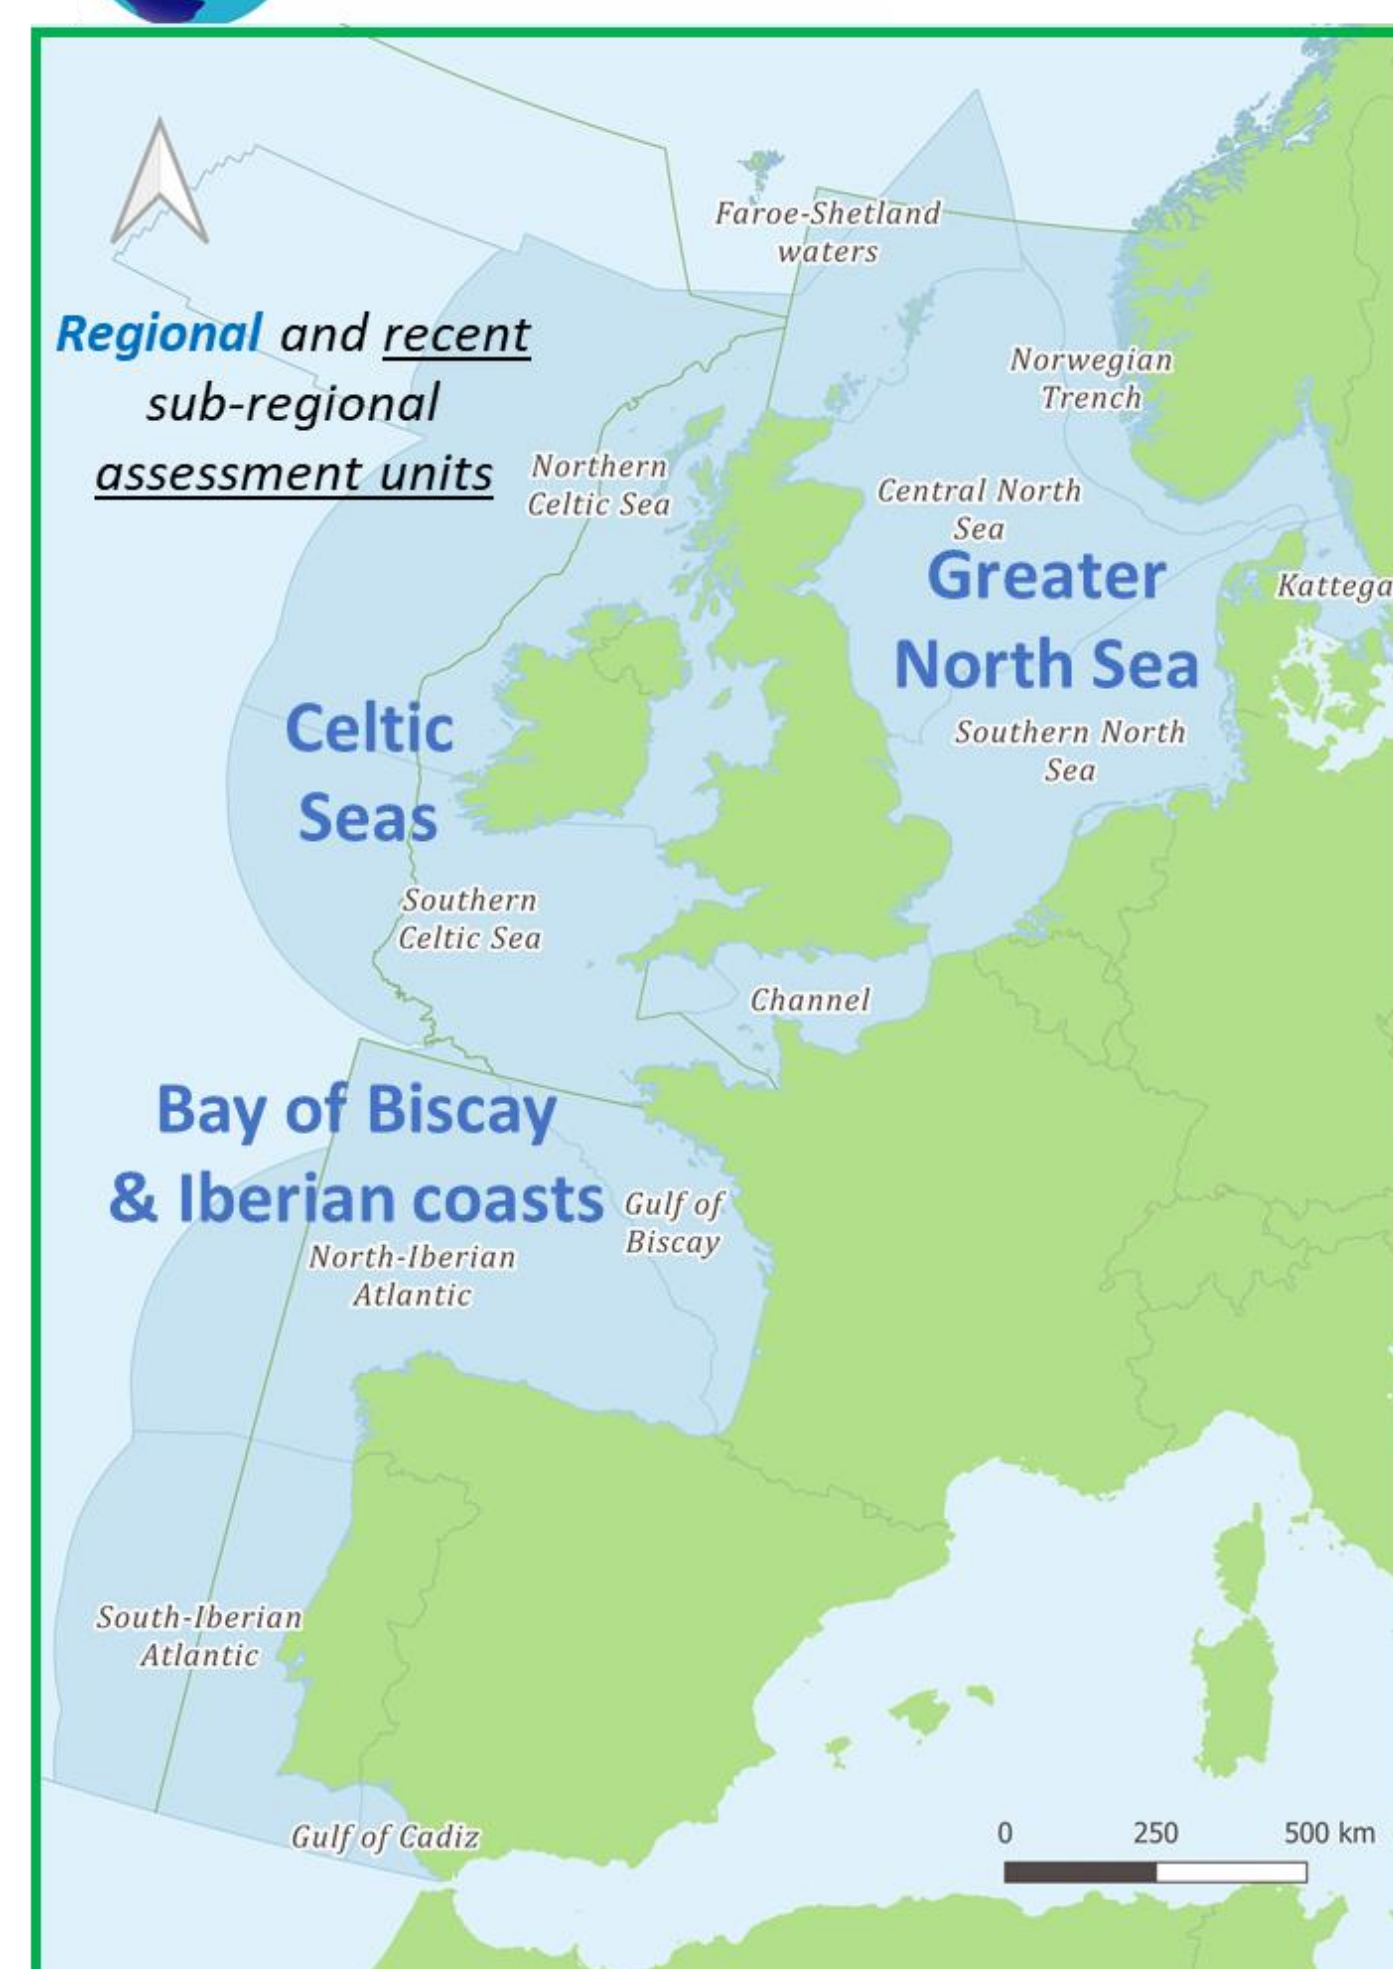 Faroe-Shetland
waters
Regional and recent
sub-regional
assessment units
Norwegian
Trench
Northern
Celtic Sea
Central North
Sea
Greater
North Sea
Kattega
Celtic
Seas
Southern North
Sea
Southern
Celtic Sea
Channel
Bay of Biscay
& Iberian coasts
Gulf of
Biscay
North-Iberian
Atlantic
South-Iberian
Atlantic
Gulf of Cadiz
0 250 500 km